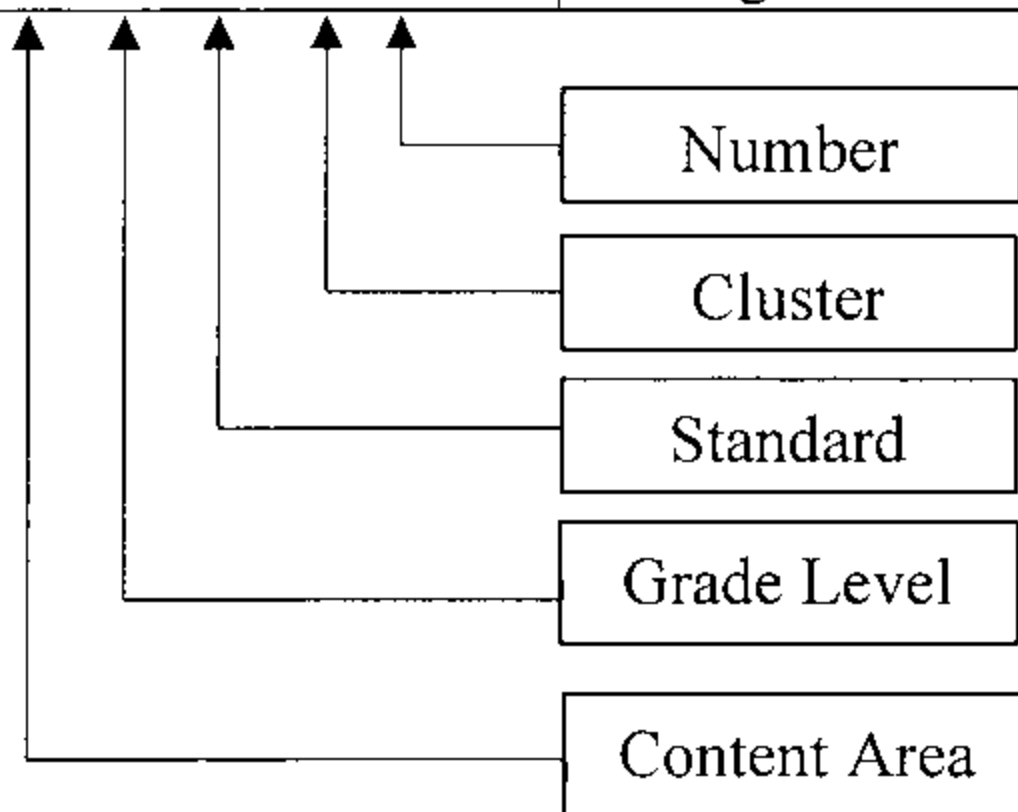 Number
Cluster
Standard
Grade Level
Content Area